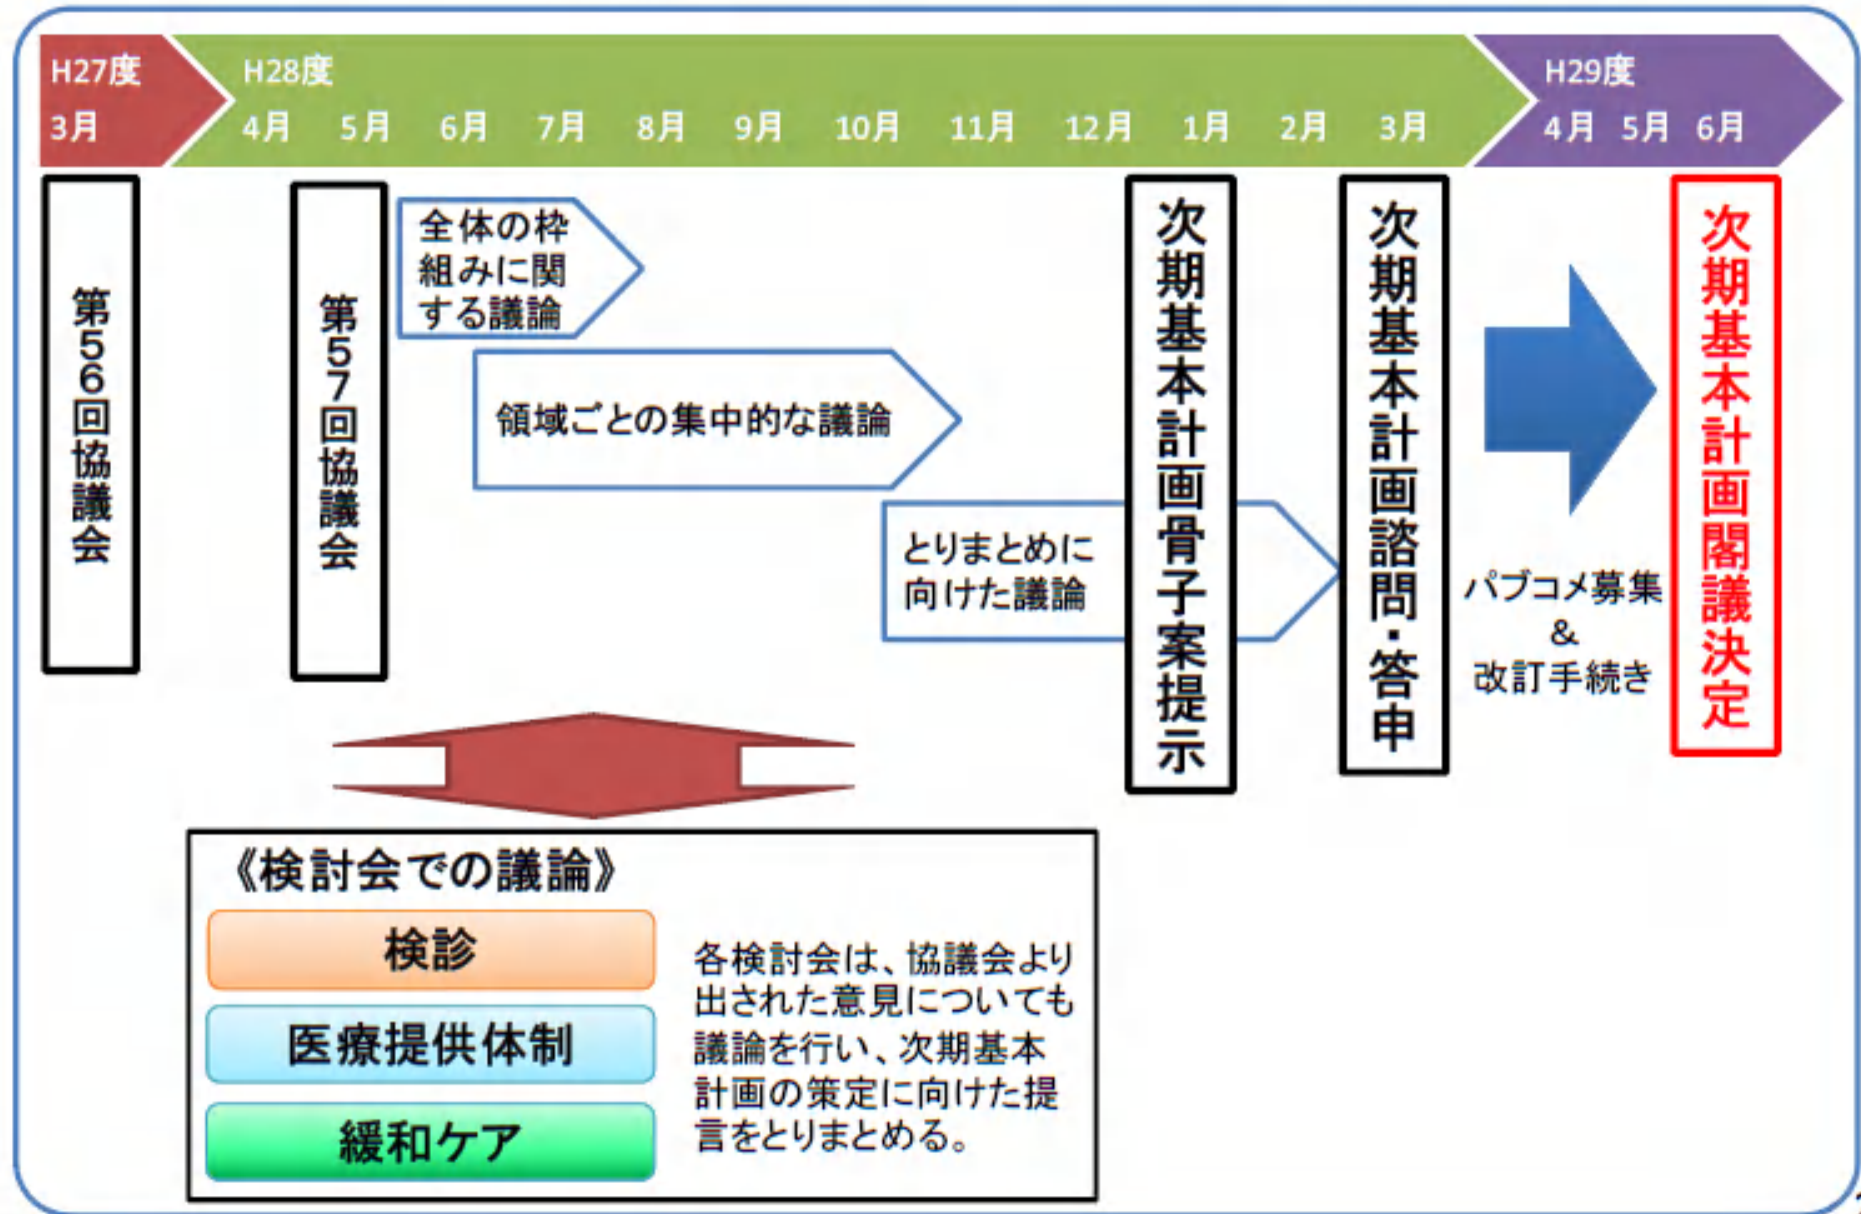 H27度
3月
H28度
4月 5月 6月 7月 8月 9月 10月 11月 12月 1月 2月 3月
H29度
4月 5月 6月
第56回協議会
第57回協議会
全体の枠
組みに関
する議論
領域ごとの集中的な議論
とりまとめに
向けた議論
次期基本計画骨子案提示
次期基本計画諮問・答申
パブコメ募集
&
改訂手続き
次期基本計画閣議決定
《検討会での議論》
検診
医療提供体制
緩和ケア
各検討会は、協議会より
出された意見についても
議論を行い、次期基本
計画の策定に向けた提
言をとりまとめる。